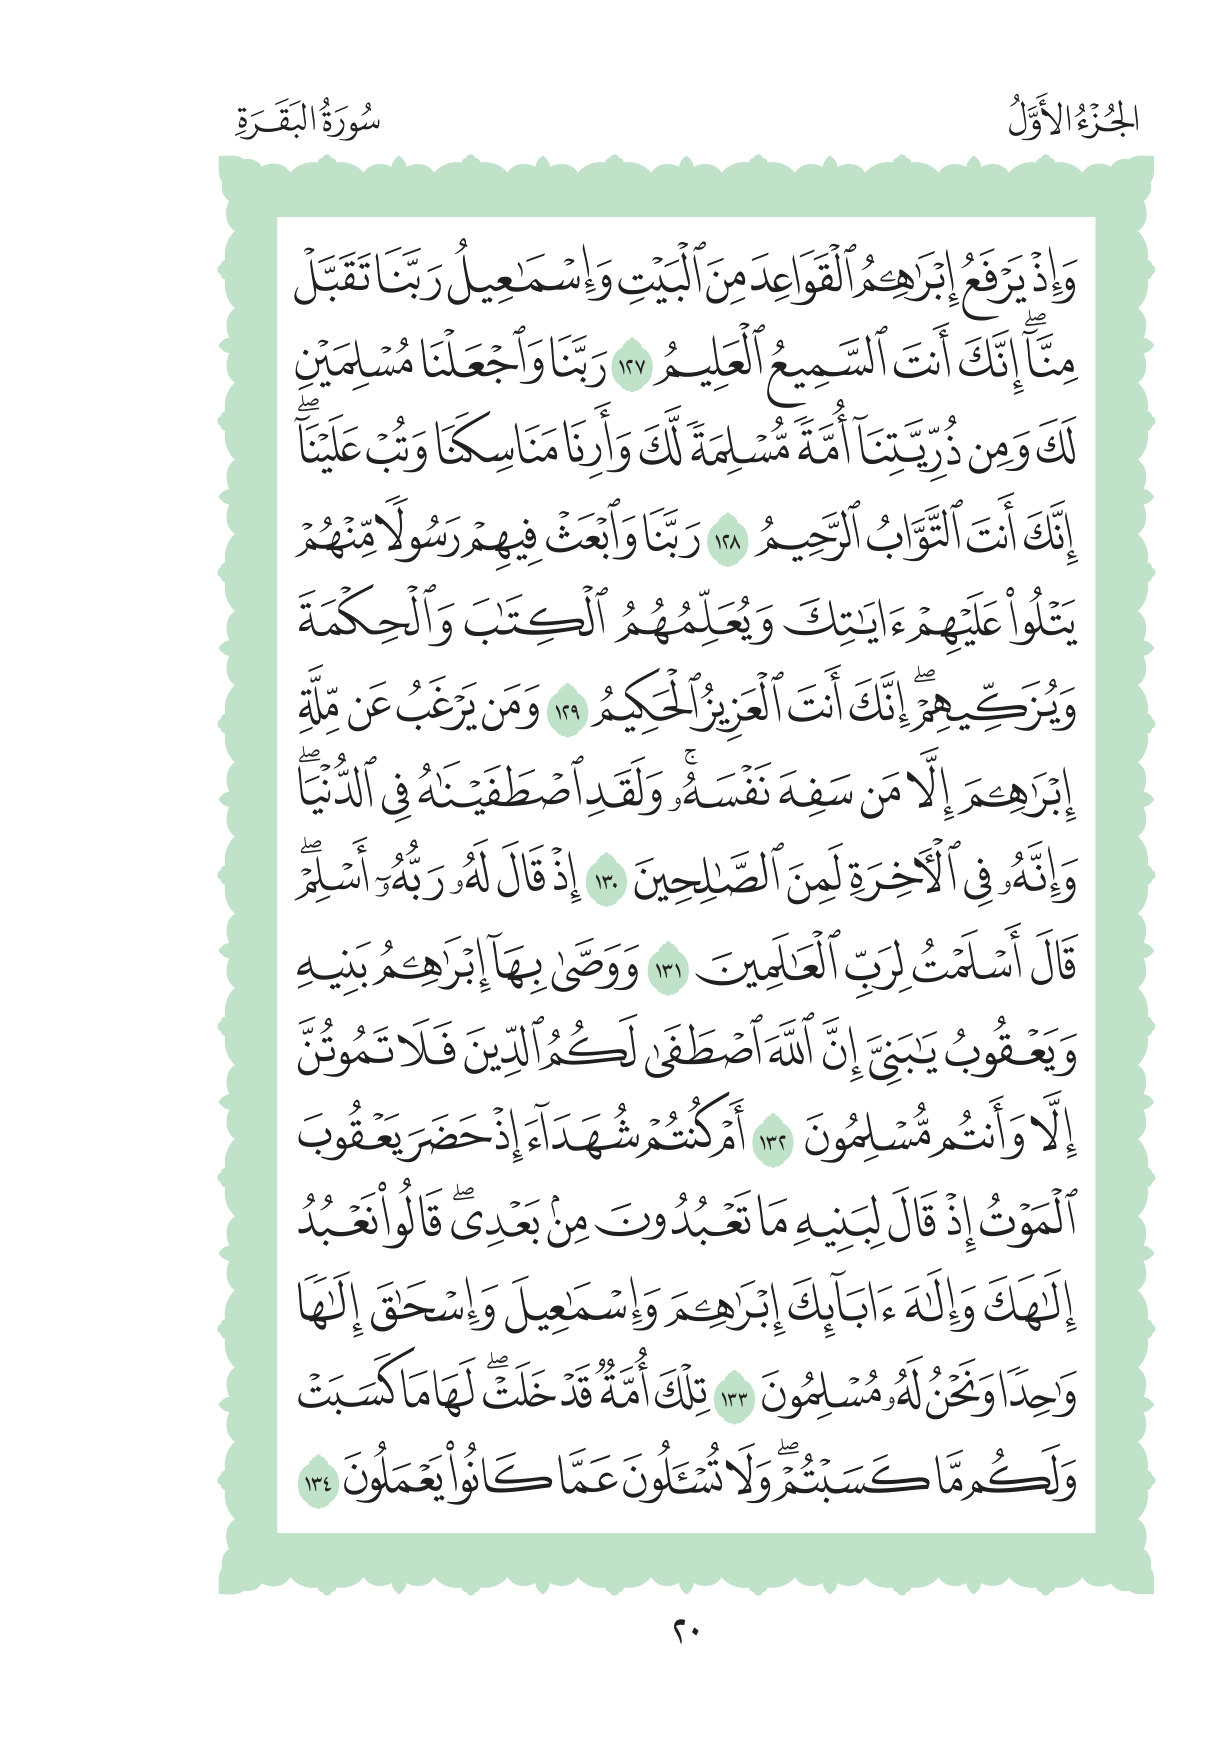 الجُزْءُ الأَوَّلُ
سُورَةُ البَقَرَةِ
وَإِذْ يَرْفَعُ إِبْرَٰهِـۧمُ ٱلْقَوَاعِدَ مِنَ ٱلْبَيْتِ وَإِسْمَـٰعِيلُ رَبَّنَا تَقَبَّلْ
مِنَّآۖ إِنَّكَ أَنتَ ٱلسَّمِيعُ ٱلْعَلِيمُ ١٢٧ رَبَّنَا وَٱجْعَلْنَا مُسْلِمَيْنِ
لَكَ وَمِن ذُرِّيَّتِنَآ أُمَّةً مُّسْلِمَةً لَّكَ وَأَرِنَا مَنَاسِكَنَا وَتُبْ عَلَيْنَآۖ
إِنَّكَ أَنتَ ٱلتَّوَّابُ ٱلرَّحِيمُ ١٢٨ رَبَّنَا وَٱبْعَثْ فِيهِمْ رَسُولًا مِّنْهُمْ
يَتْلُوا۟ عَلَيْهِمْ ءَايَـٰتِكَ وَيُعَلِّمُهُمُ ٱلْكِتَـٰبَ وَٱلْحِكْمَةَ
وَيُزَكِّيهِمْۖ إِنَّكَ أَنتَ ٱلْعَزِيزُ ٱلْحَكِيمُ ١٢٩ وَمَن يَرْغَبُ عَن مِّلَّةِ
إِبْرَٰهِـۧمَ إِلَّا مَن سَفِهَ نَفْسَهُۥۚ وَلَقَدِ ٱصْطَفَيْنَـٰهُ فِى ٱلدُّنْيَاۖ
وَإِنَّهُۥ فِى ٱلْـَٔاخِرَةِ لَمِنَ ٱلصَّـٰلِحِينَ ١٣٠ إِذْ قَالَ لَهُۥ رَبُّهُۥٓ أَسْلِمْۖ
قَالَ أَسْلَمْتُ لِرَبِّ ٱلْعَـٰلَمِينَ ١٣١ وَوَصَّىٰ بِهَآ إِبْرَٰهِـۧمُ بَنِيهِ
وَيَعْقُوبُ يَـٰبَنِىَّ إِنَّ ٱللَّهَ ٱصْطَفَىٰ لَكُمُ ٱلدِّينَ فَلَا تَمُوتُنَّ
إِلَّا وَأَنتُم مُّسْلِمُونَ ١٣٢ أَمْ كُنتُمْ شُهَدَآءَ إِذْ حَضَرَ يَعْقُوبَ
ٱلْمَوْتُ إِذْ قَالَ لِبَنِيهِ مَا تَعْبُدُونَ مِنۢ بَعْدِىۖ قَالُوا۟ نَعْبُدُ
إِلَـٰهَكَ وَإِلَـٰهَ ءَابَآئِكَ إِبْرَٰهِـۧمَ وَإِسْمَـٰعِيلَ وَإِسْحَـٰقَ إِلَـٰهًا
وَٰحِدًا وَنَحْنُ لَهُۥ مُسْلِمُونَ ١٣٣ تِلْكَ أُمَّةٌ قَدْ خَلَتْۖ لَهَا مَا كَسَبَتْ
وَلَكُم مَّا كَسَبْتُمْۖ وَلَا تُسْـَٔلُونَ عَمَّا كَانُوا۟ يَعْمَلُونَ ١٣٤
٢٠